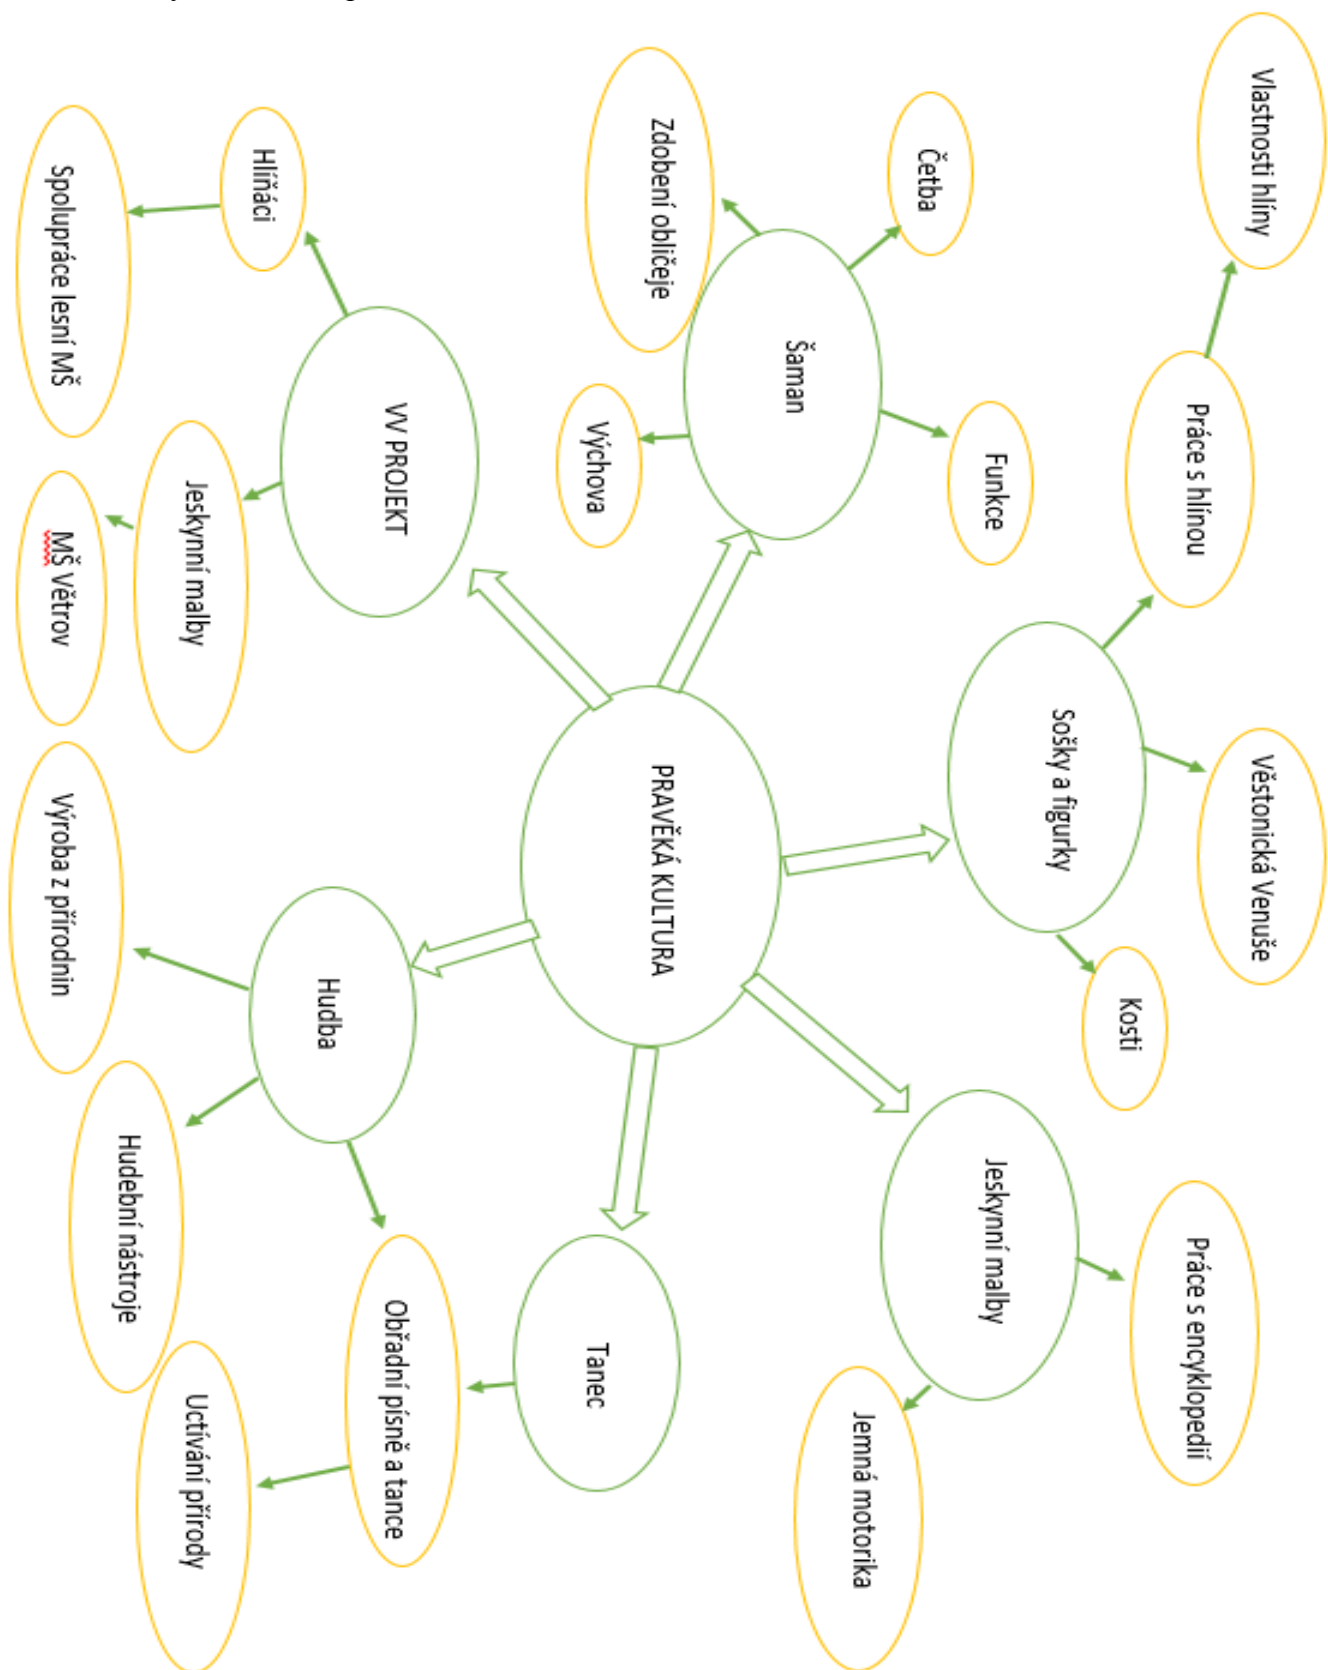 Vlastnosti hlíny
Práce s hlínou
Věstonická Venuše
Sošky a figurky
Kosti
Práce s encyklopedií
Jeskynní malby
Jemná motorika
Četba
Funkce
Šaman
Zdobení obličeje
Výchova
PRAVĚKÁ KULTURA
Tanec
Obřadní písně a tance
Uctívání přírody
VV PROJEKT
Hlíňáci
Spolupráce lesní MŠ
Jeskynní malby
MŠ Větrov
Hudba
Výroba z přírodnin
Hudební nástroje